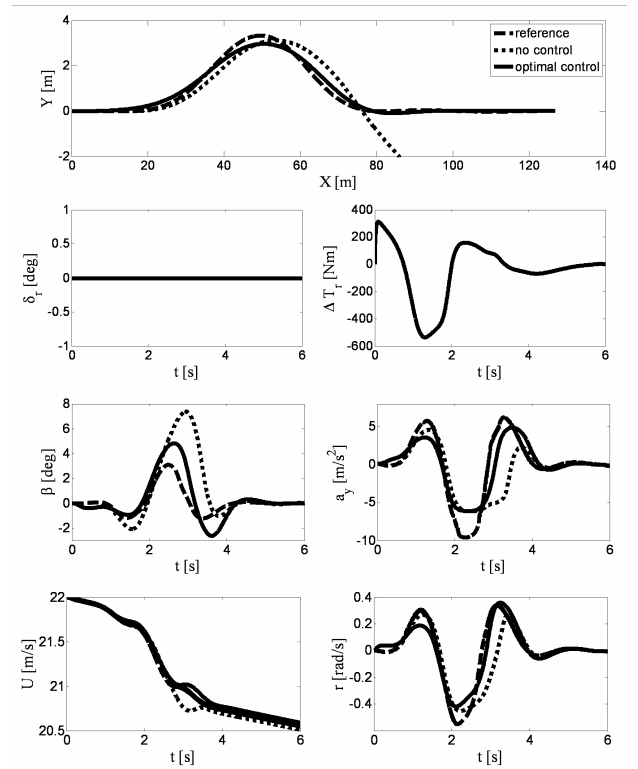 4
2
0
-2
Y [m]
0 20 40 60 80 100 120 140
X [m]
reference
no control
optimal control
1
0.5
0
-0.5
-1
δr [deg]
0 2 4 6
t [s]
400
200
0
-200
-400
-600
Δ Tr [Nm]
0 2 4 6
t [s]
8
6
4
2
0
-2
β [deg]
0 2 4 6
t [s]
5
0
-5
-10
ay [m/s²]
0 2 4 6
t [s]
22
21.5
21
20.5
U [m/s]
0 2 4 6
t [s]
0.4
0.2
0
-0.2
-0.4
r [rad/s]
0 2 4 6
t [s]